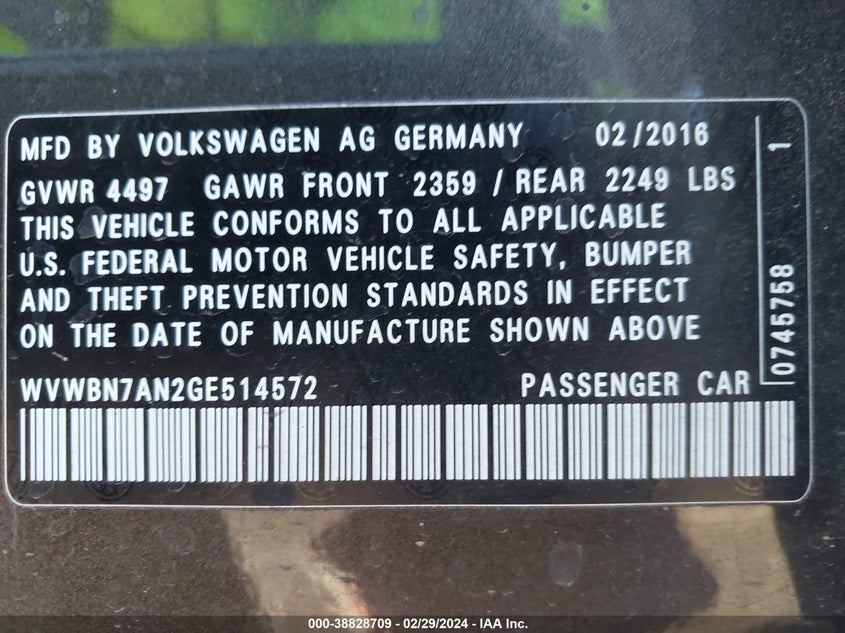 MFD BY VOLKSWAGEN AG GERMANY 02/2016
GVWR 4497 GAWR FRONT 2359 / REAR 2249 LBS
THIS VEHICLE CONFORMS TO ALL APPLICABLE
U.S. FEDERAL MOTOR VEHICLE SAFETY, BUMPER
AND THEFT PREVENTION STANDARDS IN EFFECT
ON THE DATE OF MANUFACTURE SHOWN ABOVE
WVWBN7AN2GE514572 PASSENGER CAR
0745758 1
000-38828709 - 02/29/2024 - IAA Inc.